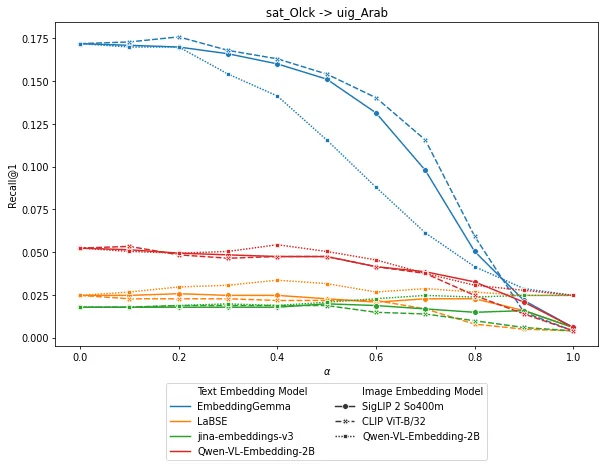 sat_Olck -> uig_Arab
Recall@1
0.175
0.150
0.125
0.100
0.075
0.050
0.025
0.000
0.0 0.2 0.4 0.6 0.8 1.0
α
Text Embedding Model
EmbeddingGemma
LaBSE
jina-embeddings-v3
Qwen-VL-Embedding-2B
Image Embedding Model
SigLIP 2 So400m
CLIP ViT-B/32
Qwen-VL-Embedding-2B